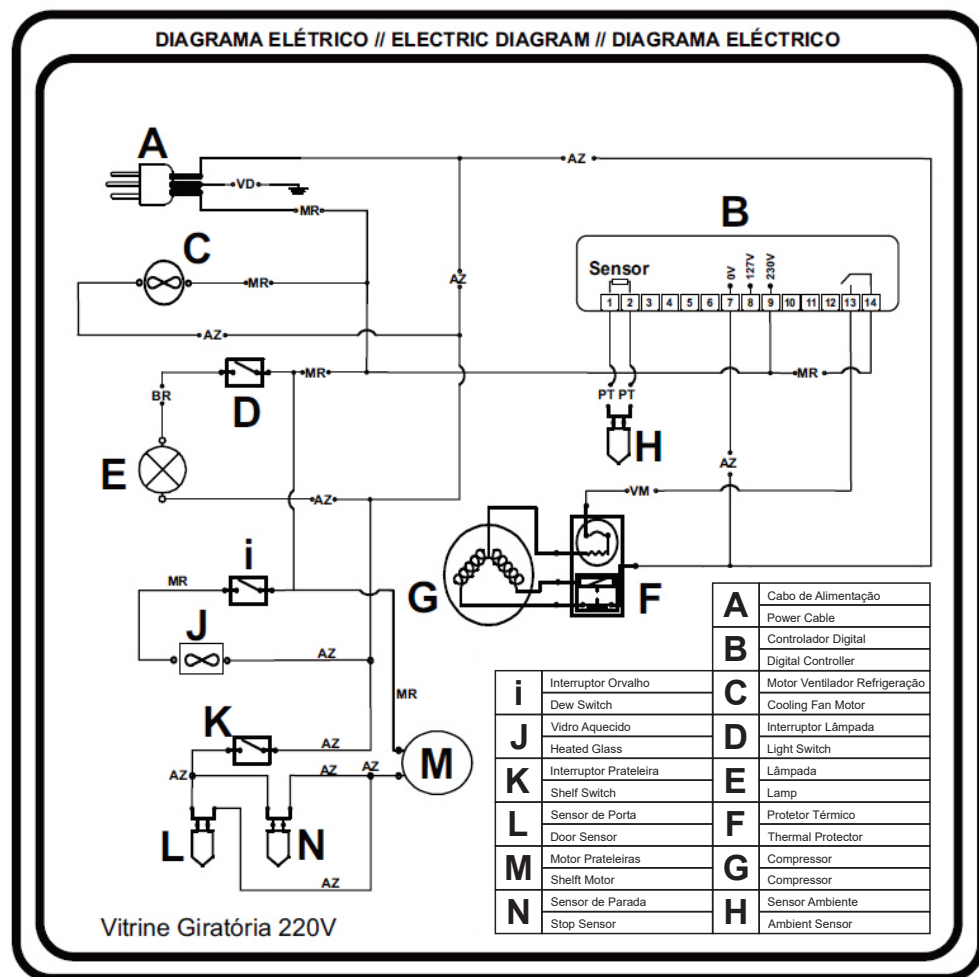 DIAGRAMA ELÉTRICO // ELECTRIC DIAGRAM // DIAGRAMA ELÉCTRICO
A
AZ
VD
MR
B
C
MR
AZ
AZ
Sensor
0V
127V
230V
1 2 3 4 5 6 7 8 9 10 11 12 13 14
MR
MR
BR
D
PT PT
H
E
AZ
AZ
VM
i
MR
G
F
J
AZ
MR
K
AZ
AZ
AZ
AZ
M
L
N
AZ
Vitrine Giratória 220V
A
Cabo de Alimentação
Power Cable
B
Controlador Digital
Digital Controller
i
Interruptor Orvalho
Dew Switch
C
Motor Ventilador Refrigeração
Cooling Fan Motor
J
Vidro Aquecido
Heated Glass
D
Interruptor Lâmpada
Light Switch
K
Interruptor Prateleira
Shelf Switch
E
Lâmpada
Lamp
L
Sensor de Porta
Door Sensor
F
Protetor Térmico
Thermal Protector
M
Motor Prateleiras
Shelft Motor
G
Compressor
Compressor
N
Sensor de Parada
Stop Sensor
H
Sensor Ambiente
Ambient Sensor